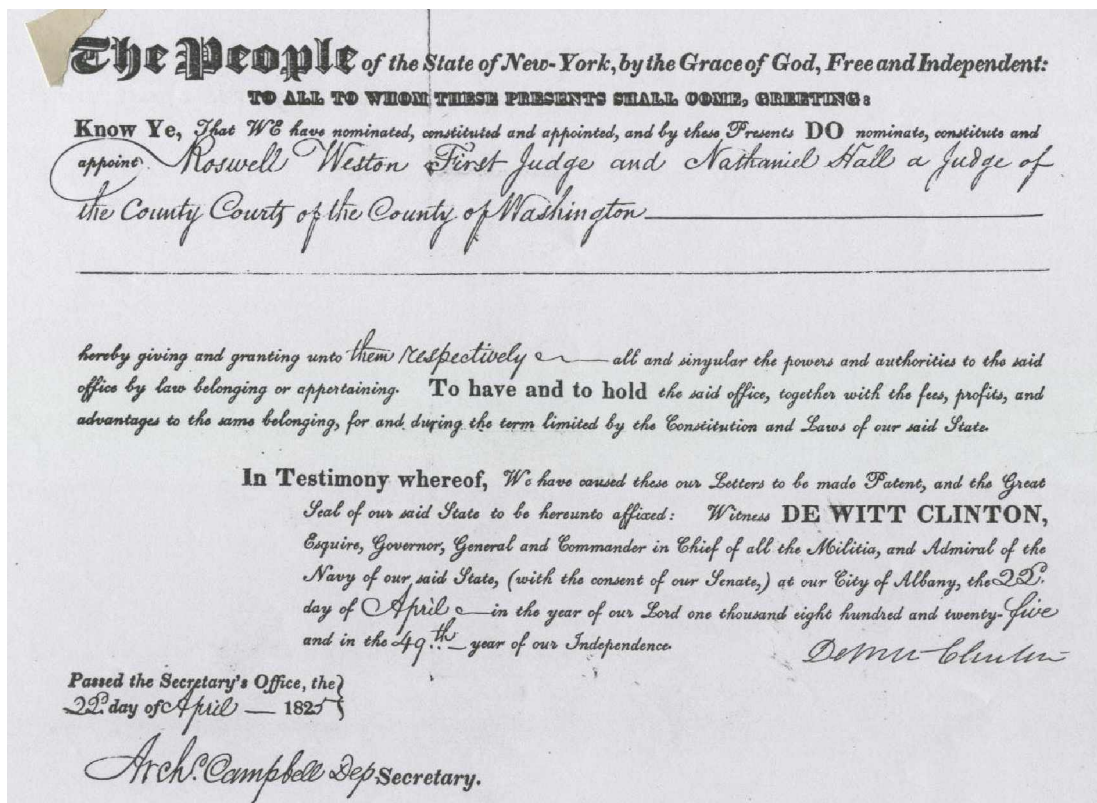 The People of the State of New-York, by the Grace of God, Free and Independent:
TO ALL TO WHOM THESE PRESENTS SHALL COME, GREETING:
Know Ye, That WE have nominated, constituted and appointed, and by these Presents DO nominate, constitute and
appoint Roswell Weston First Judge and Nathaniel Hall a Judge of
the County Courts of the County of Washington
hereby giving and granting unto them respectively all and singular the powers and authorities to the said
office by law belonging or appertaining. To have and to hold the said office, together with the fees, profits, and
advantages to the same belonging, for and during the term limited by the Constitution and Laws of our said State.
In Testimony whereof, We have caused these our Letters to be made Patent, and the Great
Seal of our said State to be hereunto affixed: Witness DE WITT CLINTON,
Esquire, Governor, General and Commander in Chief of all the Militia, and Admiral of the
Navy of our said State, (with the consent of our Senate,) at our City of Albany, the 22d.
day of April in the year of our Lord one thousand eight hundred and twenty-five
and in the 49th year of our Independence.
DeWitt Clinton
Passed the Secretary's Office, the
22d day of April 1825
Archd. Campbell Dep. Secretary.